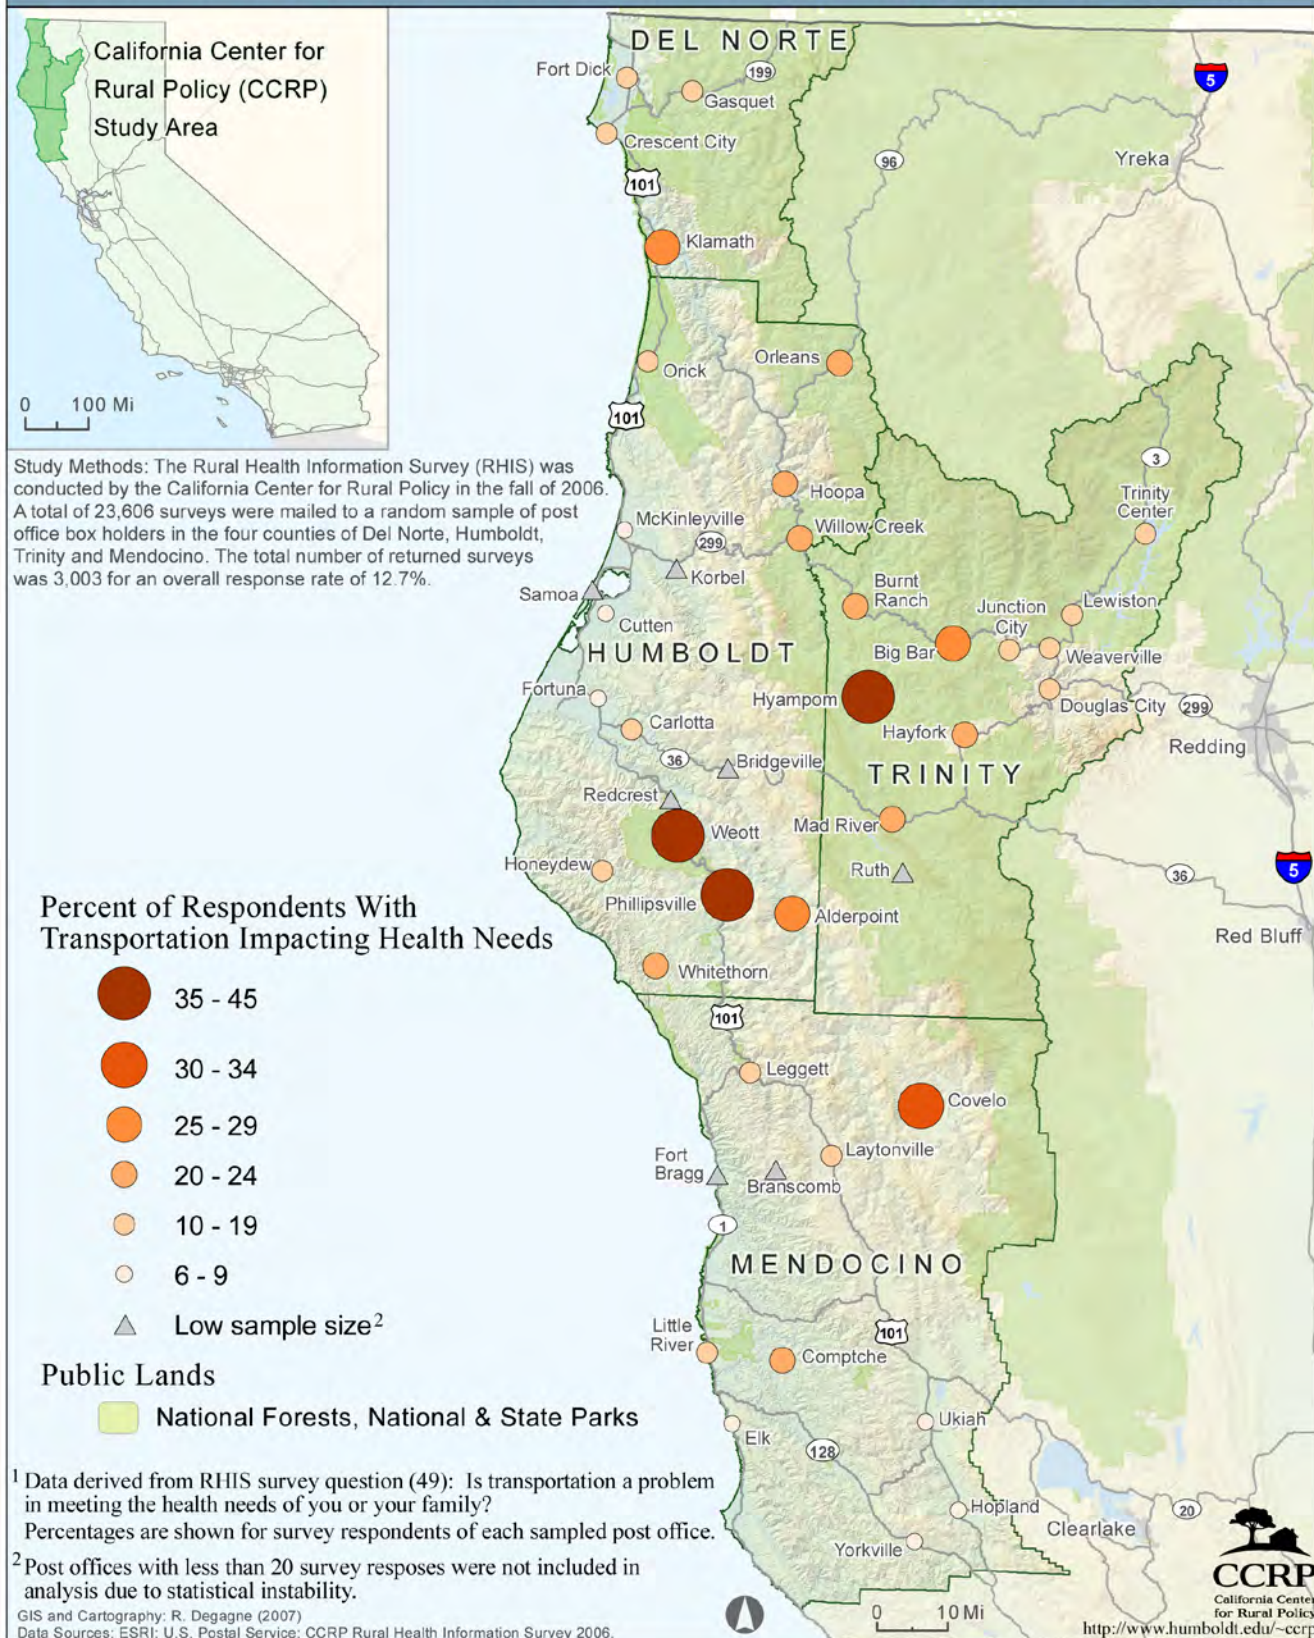 California Center for
Rural Policy (CCRP)
Study Area
0 100 Mi
Study Methods: The Rural Health Information Survey (RHIS) was
conducted by the California Center for Rural Policy in the fall of 2006.
A total of 23,606 surveys were mailed to a random sample of post
office box holders in the four counties of Del Norte, Humboldt,
Trinity and Mendocino. The total number of returned surveys
was 3,003 for an overall response rate of 12.7%.
DEL NORTE
Fort Dick
199
Gasquet
5
Crescent City
96
Yreka
101
Klamath
Orleans
Orick
101
3
Hoopa
Trinity
Center
McKinleyville
Willow Creek
299
Korbel
Burnt
Ranch
Samoa
Junction
City
Lewiston
Cutten
HUMBOLDT
Big Bar
Weaverville
Fortuna
Hyampom
Douglas City
299
Carlotta
Hayfork
Redding
36
Bridgeville
TRINITY
Redcrest
Weott
Mad River
Honeydew
Ruth
36
5
Phillipsville
Alderpoint
Red Bluff
Whitethorn
101
Leggett
Covelo
Fort
Bragg
Laytonville
Branscomb
1
MENDOCINO
Little
River
101
Comptche
Elk
Ukiah
128
Hopland
20
Clearlake
Yorkville
Percent of Respondents With
Transportation Impacting Health Needs
35 - 45
30 - 34
25 - 29
20 - 24
10 - 19
6 - 9
Low sample size2
Public Lands
National Forests, National & State Parks
1 Data derived from RHIS survey question (49): Is transportation a problem
in meeting the health needs of you or your family?
Percentages are shown for survey respondents of each sampled post office.
2 Post offices with less than 20 survey resposes were not included in
analysis due to statistical instability.
GIS and Cartography: R. Degagne (2007)
Data Sources: ESRI; U.S. Postal Service; CCRP Rural Health Information Survey 2006.
0 10 Mi
CCRP
California Center
for Rural Policy
http://www.humboldt.edu/~ccrp